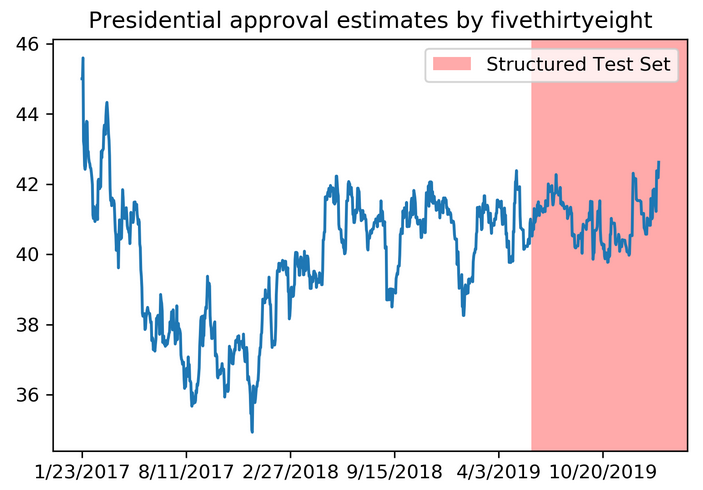 Presidential approval estimates by fivethirtyeight
Structured Test Set
46
44
42
40
38
36
1/23/2017 8/11/2017 2/27/2018 9/15/2018 4/3/2019 10/20/2019